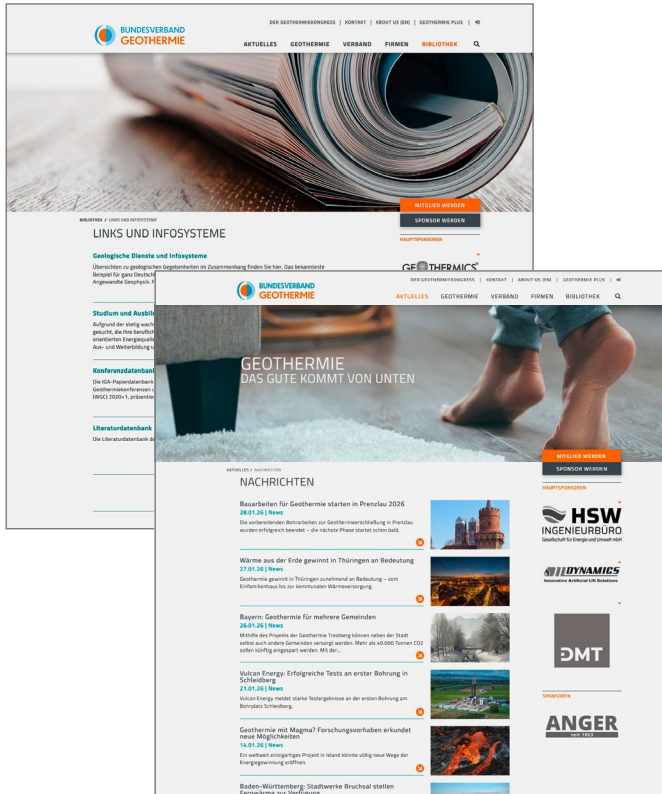 DER GEOTHERMIEKONGRESS | KONTAKT | ABOUT US (EN) | GEOTHERMIE PLUS |
BUNDESVERBAND
GEOTHERMIE
AKTUELLES GEOTHERMIE VERBAND FIRMEN BIBLIOTHEK
MITGLIED WERDEN
SPONSOR WERDEN
BIBLIOTHEK // LINKS UND INFOSYSTEME
LINKS UND INFOSYSTEME
HAUPTSPONSOREN
Geologische Dienste und Infosysteme
Übersichten zu geologischen Gegebenheiten im Zusammenhang finden Sie hier. Das bekannteste
Beispiel für ganz Deutsch
Angewandte Geophysik. F
GEOTHERMICS
Studium und Ausbil
Aufgrund der stetig wach
gesucht, die ihre beruflich
orientierten Energiequelle
Aus- und Weiterbildung u
Konferenzdatenban
Die IGA-Papierdatenbank
Geothermiekonferenzen u
(WGC) 2020+1, präsentie
Literaturdatenbank
Die Literaturdatenbank de
DER GEOTHERMIEKONGRESS | KONTAKT | ABOUT US (EN) | GEOTHERMIE PLUS |
BUNDESVERBAND
GEOTHERMIE
AKTUELLES GEOTHERMIE VERBAND FIRMEN BIBLIOTHEK
GEOTHERMIE
DAS GUTE KOMMT VON UNTEN
MITGLIED WERDEN
SPONSOR WERDEN
AKTUELLES // NACHRICHTEN
NACHRICHTEN
HAUPTSPONSOREN
Bauarbeiten für Geothermie starten in Prenzlau 2026
28.01.26 | News
Die vorbereitenden Bohrarbeiten zur Geothermieerschließung in Prenzlau
wurden erfolgreich beendet – die nächste Phase startet schon bald.
HSW
INGENIEURBÜRO
Gesellschaft für Energie und Umwelt mbH
Wärme aus der Erde gewinnt in Thüringen an Bedeutung
27.01.26 | News
Geothermie gewinnt in Thüringen zunehmend an Bedeutung – vom
Einfamilienhaus bis zur kommunalen Wärmeversorgung.
DYNAMICS
Innovative Artificial Lift Solutions
Bayern: Geothermie für mehrere Gemeinden
26.01.26 | News
Mithilfe des Projekts der Geothermie Trestberg können neben der Stadt
selbst auch andere Gemeinden versorgt werden. Mehr als 40.000 Tonnen CO2
sollen künftig eingespart werden. Mit der...
DMT
Vulcan Energy: Erfolgreiche Tests an erster Bohrung in
Schleidberg
21.01.26 | News
Vulcan Energy meldet starke Testergebnisse an der ersten Bohrung am
Bohrplatz Schleidberg.
SPONSOREN
ANGER
seit 1863
Geothermie mit Magma? Forschungsvorhaben erkundet
neue Möglichkeiten
14.01.26 | News
Ein weltweit einzigartiges Projekt in Island könnte völlig neue Wege der
Energiegewinnung eröffnen.
Baden-Württemberg: Stadtwerke Bruchsal stellen
Fernwärme zur Verfügung